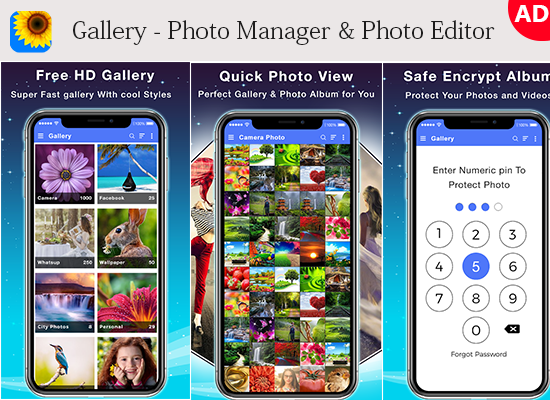 Gallery - Photo Manager & Photo Editor
AD
Free HD Gallery
Super Fast gallery With cool Styles
Gallery
Camera 1000
Facebook 25
Whatsup 250
Wallpaper 50
City Photos 8
Personal 29
Quick Photo View
Perfect Gallery & Photo Album for You
Camera Photo
Safe Encrypt Album
Protect Your Photos and Videos
Gallery
Enter Numeric pin To
Protect Photo
1 2 3
4 5 6
7 8 9
0
Forgot Password